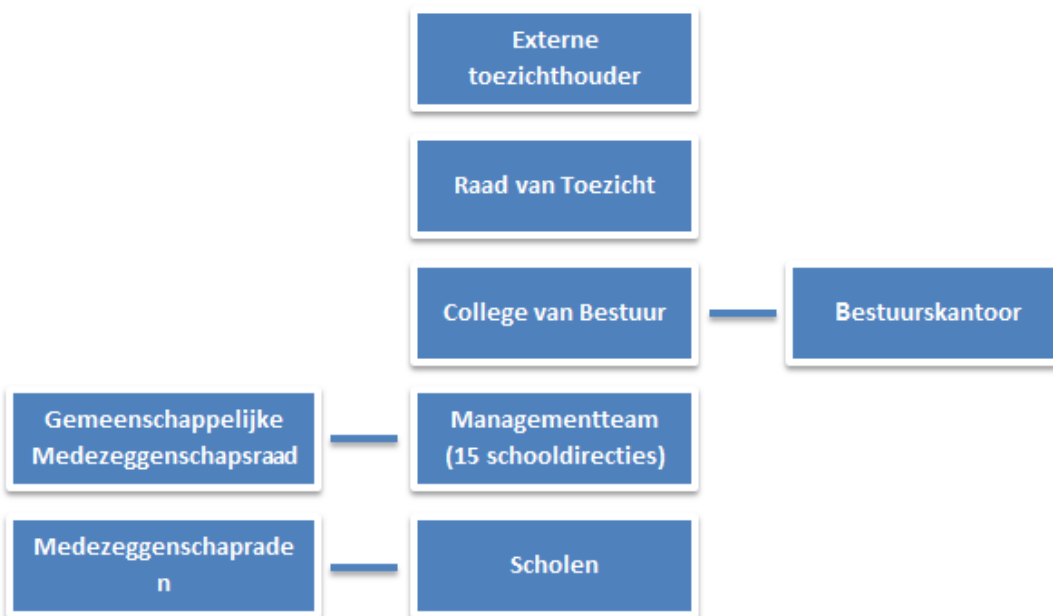 Externe
toezichthouder
Raad van Toezicht
College van Bestuur
Bestuurskantoor
Gemeenschappelijke
Medezeggenschapsraad
Managementteam
(15 schooldirecties)
Medezeggenschaprade
n
Scholen